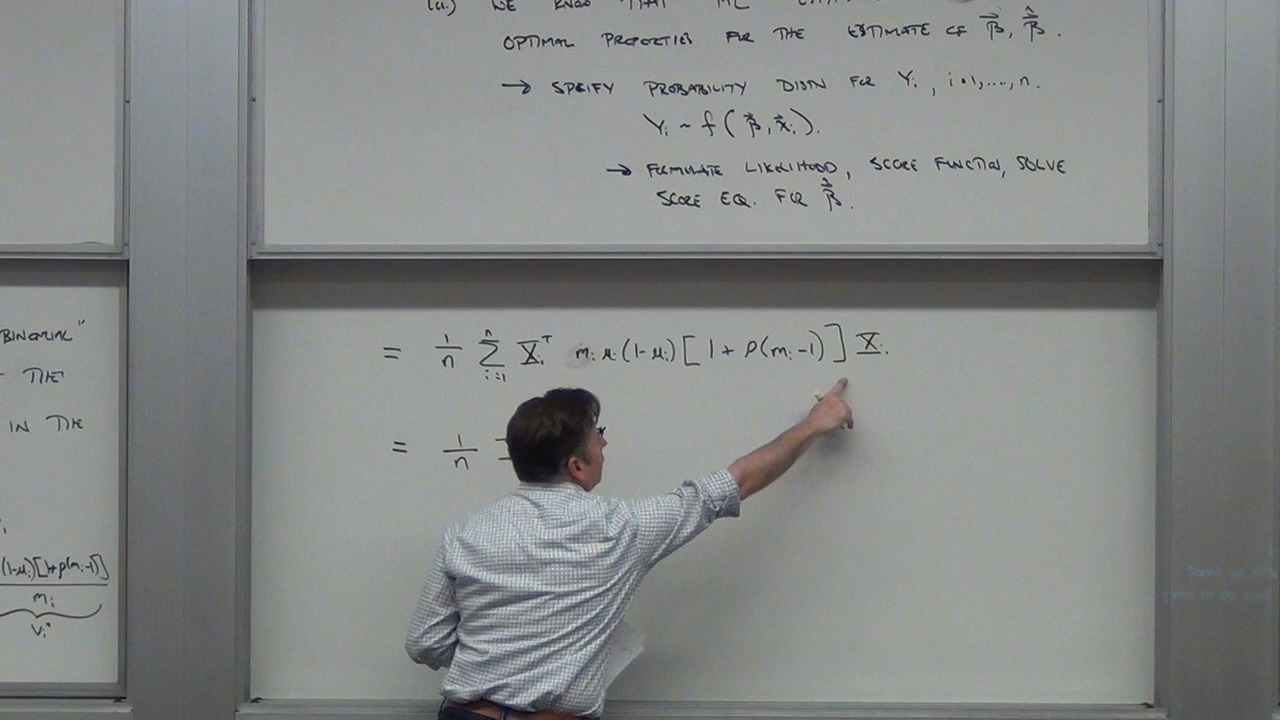 (ii) WE KNOW THAT ML
OPTIMAL PROPERTIES FOR THE ESTIMATE OF β⃗, β̂⃗.
→ SPECIFY PROBABILITY DISTN FOR Yᵢ, i=1,...,n.
Yᵢ ~ f(β⃗, x⃗ᵢ).
→ FORMULATE LIKELIHOOD, SCORE FUNCTION, SOLVE
SCORE EQ. FOR β̂⃗.
BINOMIAL"
THE
IN THE
(1-μᵢ)[1+ρ(mᵢ-1)]
mᵢ
Vᵢ*
= 1/n Σᵢ₌₁ⁿ Xᵢᵀ mᵢ μᵢ(1-μᵢ)[1+ρ(mᵢ-1)] Xᵢ.
= 1/n